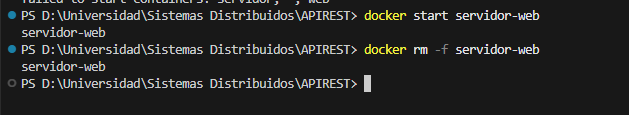 Failed to start containers: servidor, , web
PS D:\Universidad\Sistemas Distribuidos\APIREST> docker start servidor-web
servidor-web
PS D:\Universidad\Sistemas Distribuidos\APIREST> docker rm -f servidor-web
servidor-web
PS D:\Universidad\Sistemas Distribuidos\APIREST>